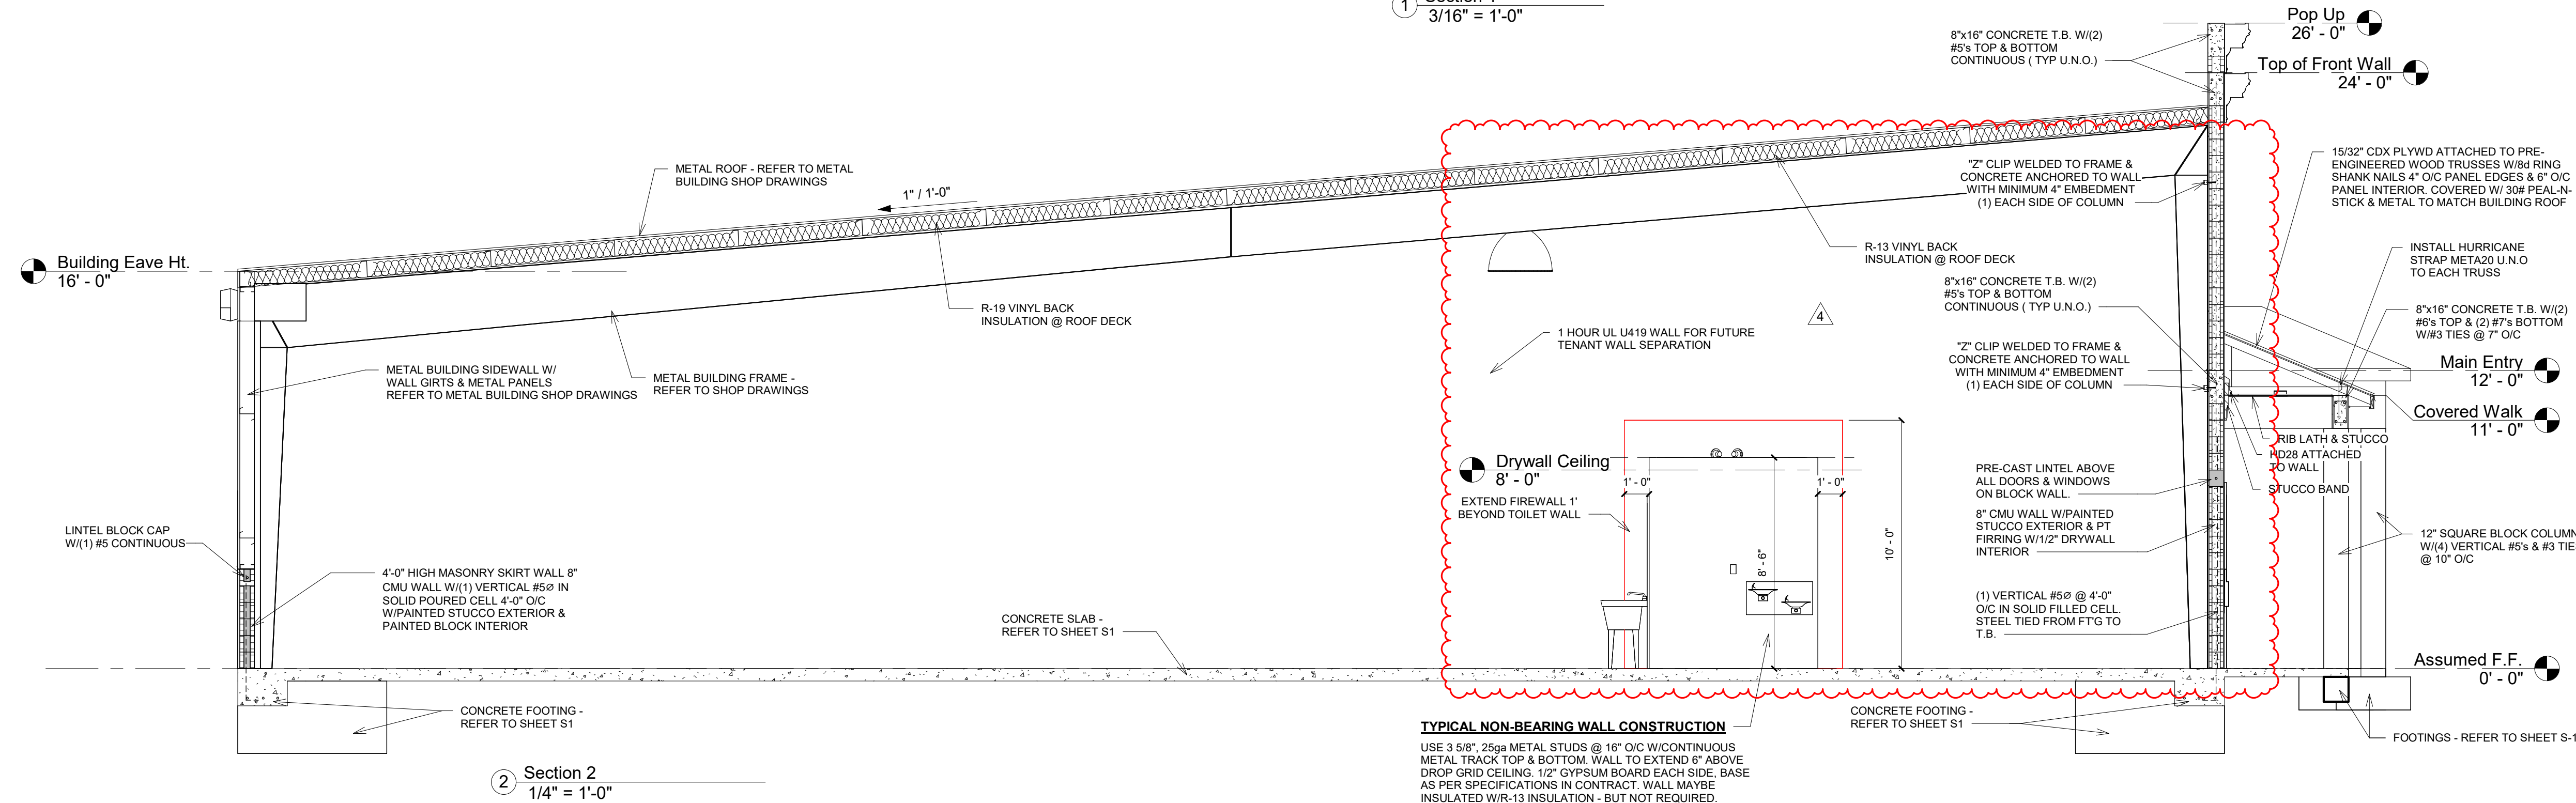 1 Section 1
3/16" = 1'-0"
Pop Up
26' - 0"
8"x16" CONCRETE T.B. W/(2)
#5's TOP & BOTTOM
CONTINUOUS ( TYP U.N.O.)
Top of Front Wall
24' - 0"
METAL ROOF - REFER TO METAL
BUILDING SHOP DRAWINGS
1" / 1'-0"
"Z" CLIP WELDED TO FRAME &
CONCRETE ANCHORED TO WALL
WITH MINIMUM 4" EMBEDMENT
(1) EACH SIDE OF COLUMN
15/32" CDX PLYWD ATTACHED TO PRE-
ENGINEERED WOOD TRUSSES W/8d RING
SHANK NAILS 4" O/C PANEL EDGES & 6" O/C
PANEL INTERIOR. COVERED W/ 30# PEAL-N-
STICK & METAL TO MATCH BUILDING ROOF
Building Eave Ht.
16' - 0"
R-13 VINYL BACK
INSULATION @ ROOF DECK
INSTALL HURRICANE
STRAP META20 U.N.O
TO EACH TRUSS
R-19 VINYL BACK
INSULATION @ ROOF DECK
8"x16" CONCRETE T.B. W/(2)
#5's TOP & BOTTOM
CONTINUOUS ( TYP U.N.O.)
4
1 HOUR UL U419 WALL FOR FUTURE
TENANT WALL SEPARATION
8"x16" CONCRETE T.B. W/(2)
#6's TOP & (2) #7's BOTTOM
W/#3 TIES @ 7" O/C
"Z" CLIP WELDED TO FRAME &
CONCRETE ANCHORED TO WALL
WITH MINIMUM 4" EMBEDMENT
(1) EACH SIDE OF COLUMN
METAL BUILDING SIDEWALL W/
WALL GIRTS & METAL PANELS
REFER TO METAL BUILDING SHOP DRAWINGS
METAL BUILDING FRAME -
REFER TO SHOP DRAWINGS
Main Entry
12' - 0"
Covered Walk
11' - 0"
RIB LATH & STUCCO
HD28 ATTACHED
TO WALL
STUCCO BAND
Drywall Ceiling
8' - 0"
1' - 0"
1' - 0"
EXTEND FIREWALL 1'
BEYOND TOILET WALL
8' - 6"
10' - 0"
PRE-CAST LINTEL ABOVE
ALL DOORS & WINDOWS
ON BLOCK WALL.
8" CMU WALL W/PAINTED
STUCCO EXTERIOR & PT
FIRRING W/1/2" DRYWALL
INTERIOR
LINTEL BLOCK CAP
W/(1) #5 CONTINUOUS
12" SQUARE BLOCK COLUMN
W/(4) VERTICAL #5's & #3 TIE
@ 10" O/C
4'-0" HIGH MASONRY SKIRT WALL 8"
CMU WALL W/(1) VERTICAL #5Ø IN
SOLID POURED CELL 4'-0" O/C
W/PAINTED STUCCO EXTERIOR &
PAINTED BLOCK INTERIOR
(1) VERTICAL #5Ø @ 4'-0"
O/C IN SOLID FILLED CELL.
STEEL TIED FROM FT'G TO
T.B.
CONCRETE SLAB -
REFER TO SHEET S1
Assumed F.F.
0' - 0"
CONCRETE FOOTING -
REFER TO SHEET S1
CONCRETE FOOTING -
REFER TO SHEET S1
FOOTINGS - REFER TO SHEET S-1
TYPICAL NON-BEARING WALL CONSTRUCTION
USE 3 5/8", 25ga METAL STUDS @ 16" O/C W/CONTINUOUS
METAL TRACK TOP & BOTTOM. WALL TO EXTEND 6" ABOVE
DROP GRID CEILING. 1/2" GYPSUM BOARD EACH SIDE, BASE
AS PER SPECIFICATIONS IN CONTRACT. WALL MAYBE
INSULATED W/R-13 INSULATION - BUT NOT REQUIRED.
2 Section 2
1/4" = 1'-0"